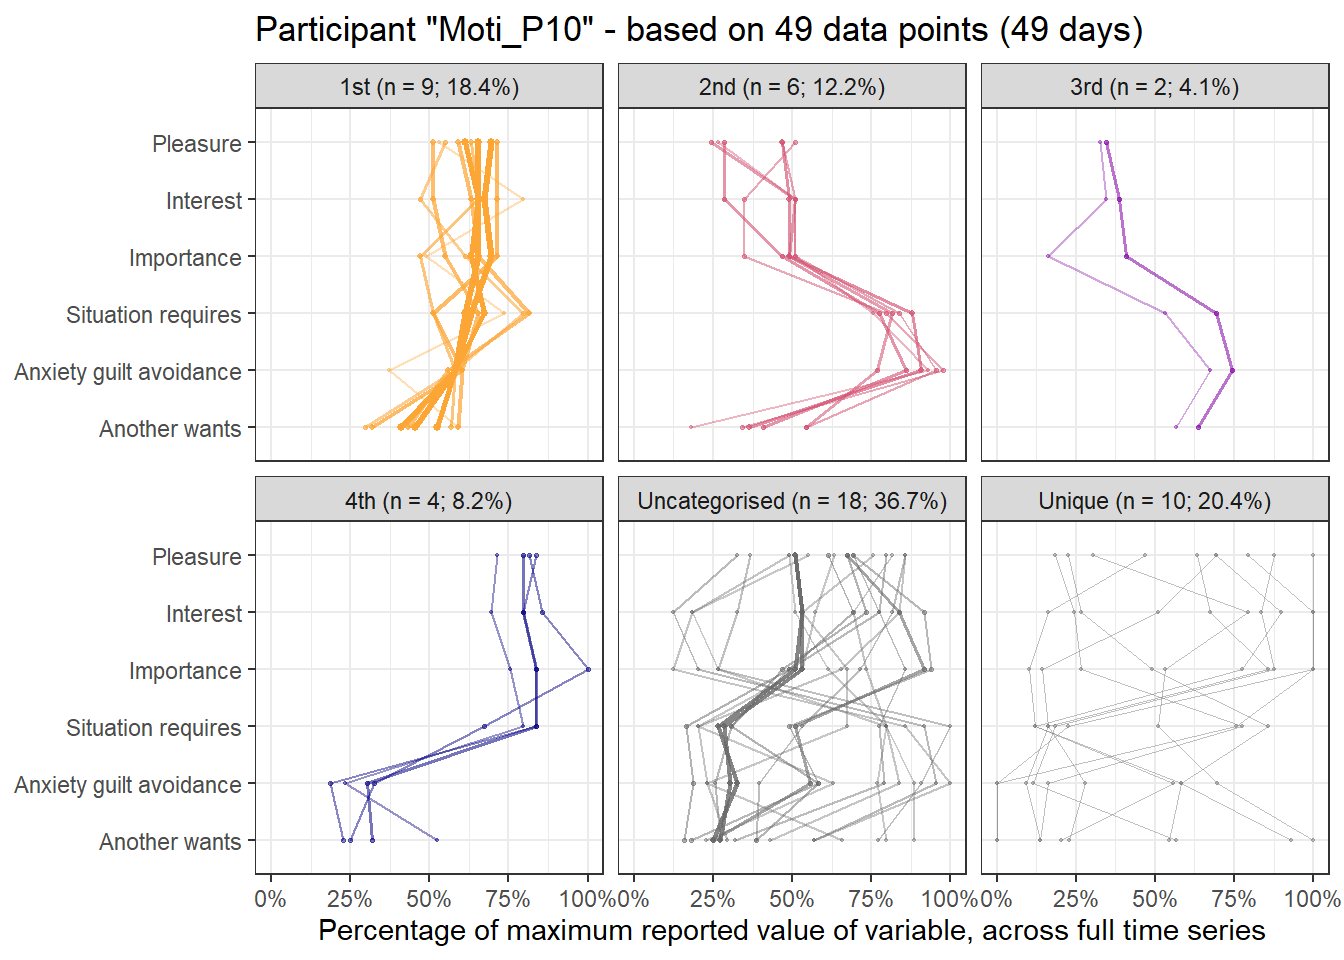 Participant "Moti_P10" - based on 49 data points (49 days)
1st (n = 9; 18.4%)
2nd (n = 6; 12.2%)
3rd (n = 2; 4.1%)
Pleasure
Interest
Importance
Situation requires
Anxiety guilt avoidance
Another wants
4th (n = 4; 8.2%)
Uncategorised (n = 18; 36.7%)
Unique (n = 10; 20.4%)
Pleasure
Interest
Importance
Situation requires
Anxiety guilt avoidance
Another wants
0% 25% 50% 75% 100% 0% 25% 50% 75% 100% 0% 25% 50% 75% 100%
Percentage of maximum reported value of variable, across full time series